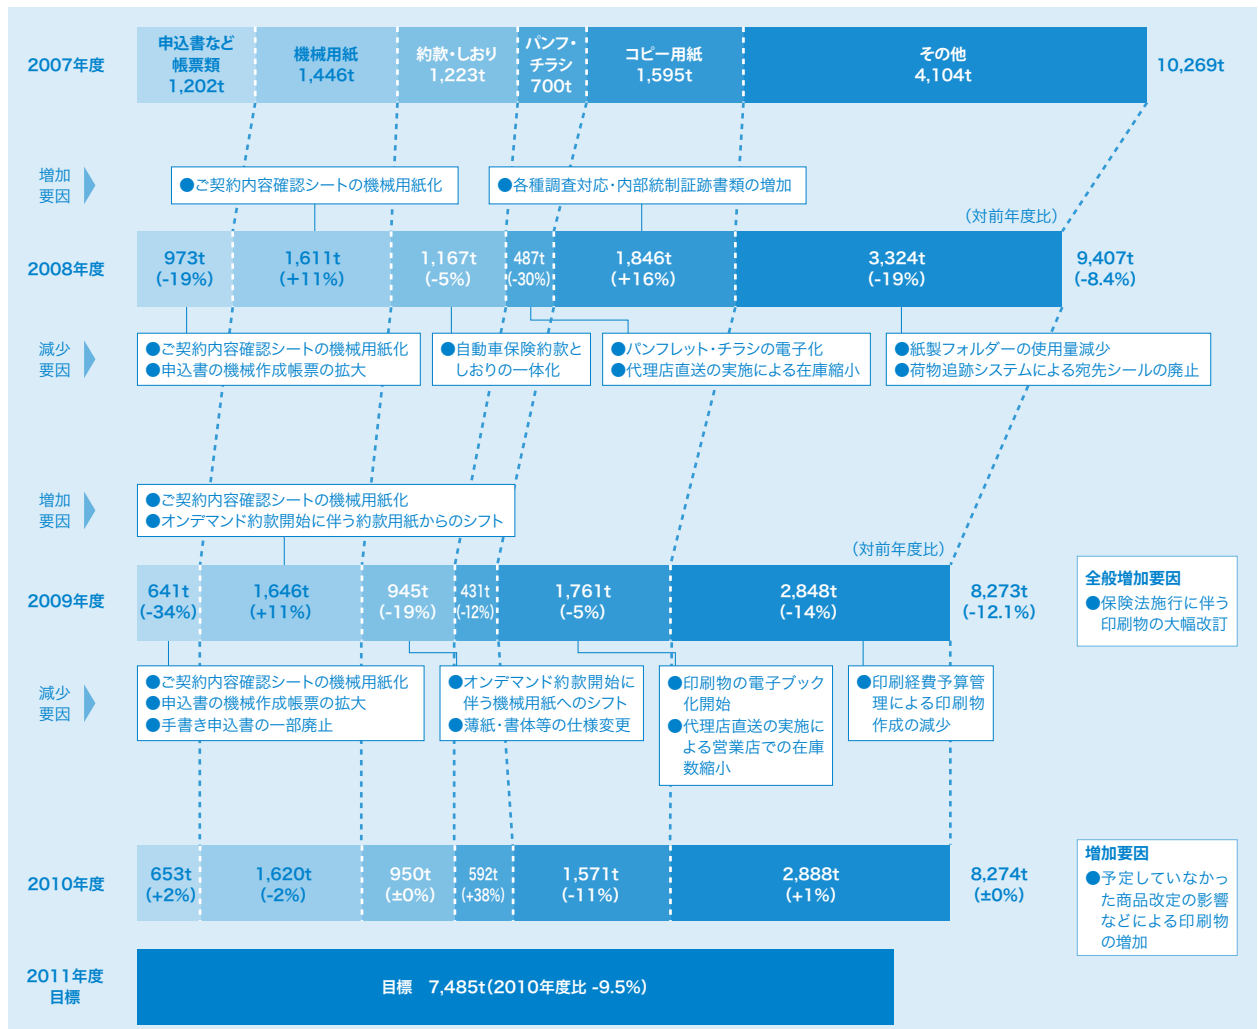 2007年度
申込書など
帳票類
1,202t
機械用紙
1,446t
約款・しおり
1,223t
パンフ・
チラシ
700t
コピー用紙
1,595t
その他
4,104t
10,269t
増加
要因
●ご契約内容確認シートの機械用紙化
●各種調査対応・内部統制証跡書類の増加
（対前年度比）
2008年度
973t
(-19%)
1,611t
(+11%)
1,167t
(-5%)
487t
(-30%)
1,846t
(+16%)
3,324t
(-19%)
9,407t
(-8.4%)
減少
要因
●ご契約内容確認シートの機械用紙化
●申込書の機械作成帳票の拡大
●自動車保険約款と
しおりの一体化
●パンフレット・チラシの電子化
●代理店直送の実施による在庫縮小
●紙製フォルダーの使用量減少
●荷物追跡システムによる宛先シールの廃止
増加
要因
●ご契約内容確認シートの機械用紙化
●オンデマンド約款開始に伴う約款用紙からのシフト
（対前年度比）
2009年度
641t
(-34%)
1,646t
(+11%)
945t
(-19%)
431t
(-12%)
1,761t
(-5%)
2,848t
(-14%)
8,273t
(-12.1%)
全般増加要因
●保険法施行に伴う
印刷物の大幅改訂
減少
要因
●ご契約内容確認シートの機械用紙化
●申込書の機械作成帳票の拡大
●手書き申込書の一部廃止
●オンデマンド約款開始に
伴う機械用紙へのシフト
●薄紙・書体等の仕様変更
●印刷物の電子ブック
化開始
●代理店直送の実施に
よる営業店での在庫
数縮小
●印刷経費予算管
理による印刷物
作成の減少
2010年度
653t
(+2%)
1,620t
(-2%)
950t
(±0%)
592t
(+38%)
1,571t
(-11%)
2,888t
(+1%)
8,274t
(±0%)
増加要因
●予定していなかっ
た商品改定の影響
などによる印刷物
の増加
2011年度
目標
目標　7,485t(2010年度比 -9.5%)